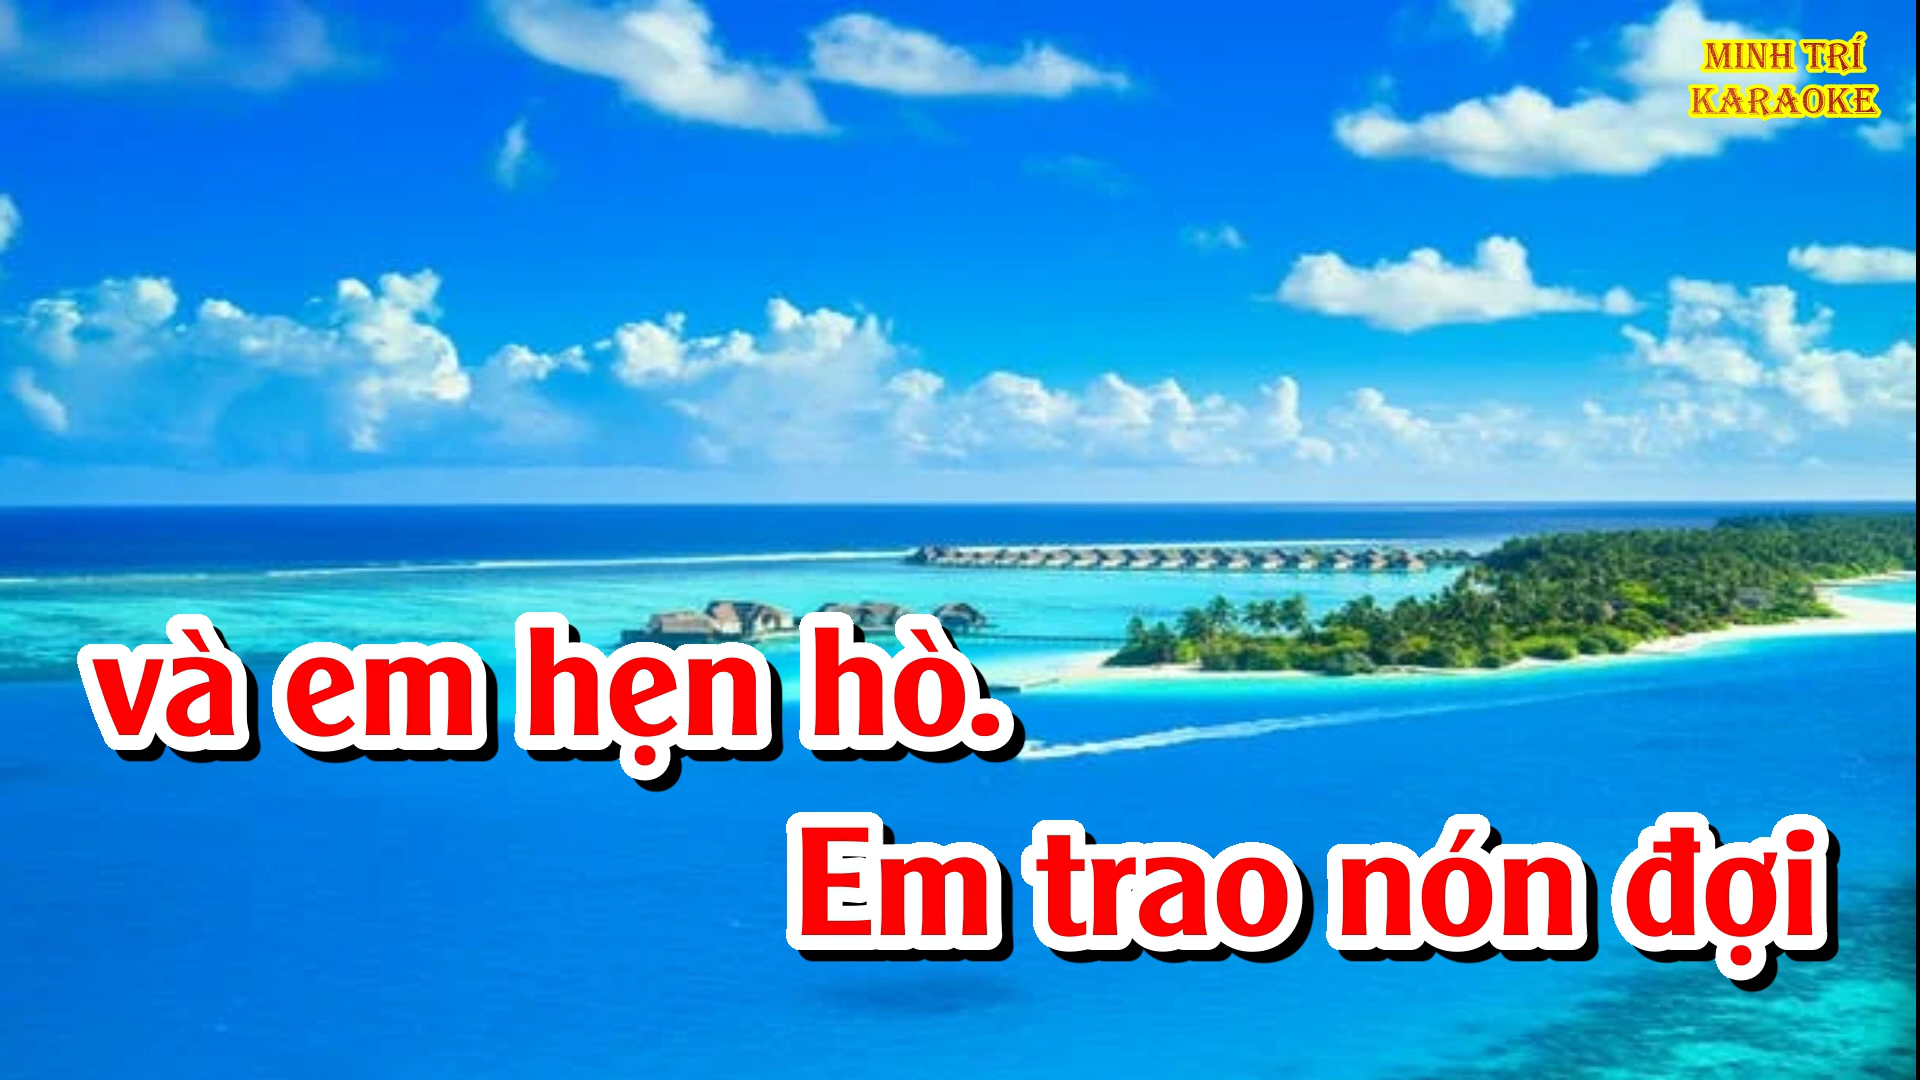 MINH TRÍ
KARAOKE
và em hẹn hò.
Em trao nón đợi